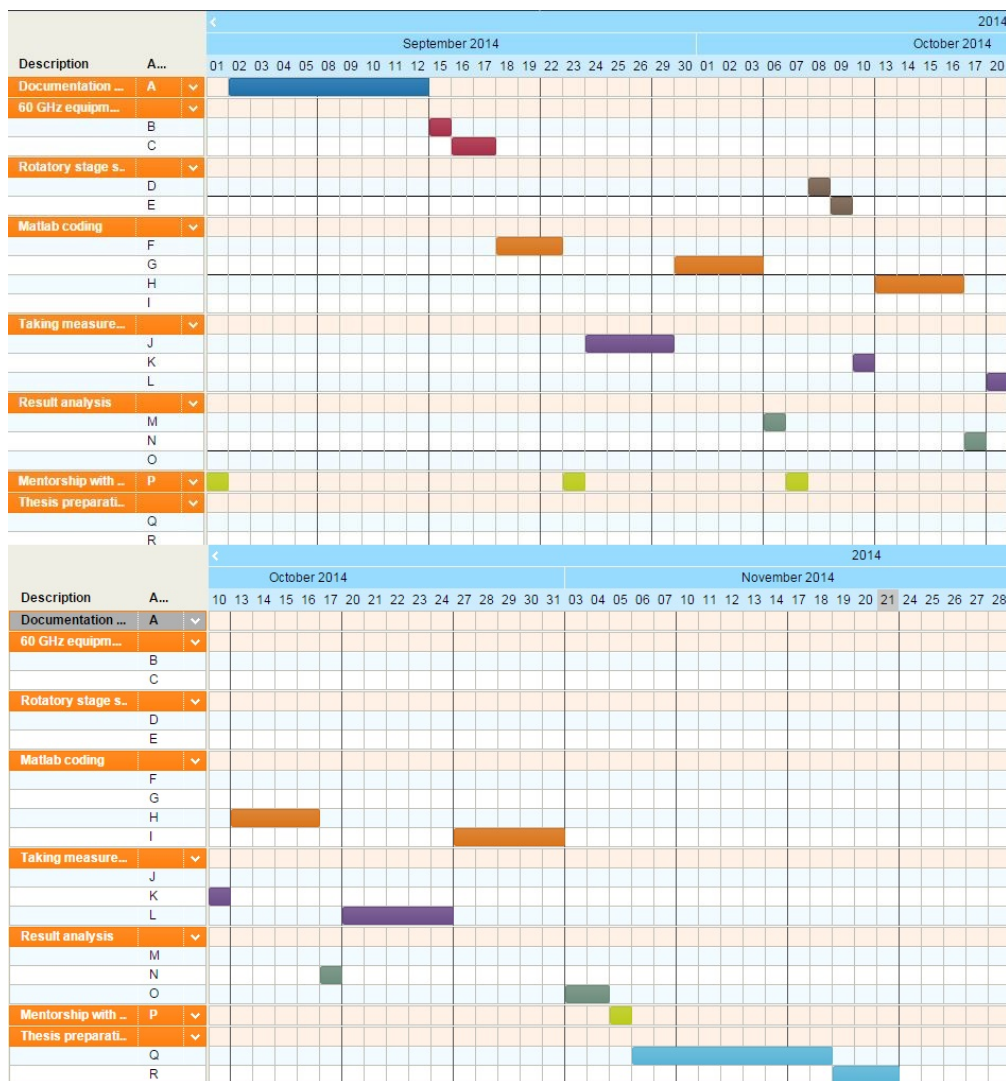 2014
September 2014 October 2014
Description A... 01 02 03 04 05 08 09 10 11 12 15 16 17 18 19 22 23 24 25 26 29 30 01 02 03 06 07 08 09 10 13 14 15 16 17 20
Documentation ... A
60 GHz equipm...
B
C
Rotatory stage s..
D
E
Matlab coding
F
G
H
I
Taking measure...
J
K
L
Result analysis
M
N
O
Mentorship with .. P
Thesis preparati..
Q
R
2014
October 2014 November 2014
Description A... 10 13 14 15 16 17 20 21 22 23 24 27 28 29 30 31 03 04 05 06 07 10 11 12 13 14 17 18 19 20 21 24 25 26 27 28
Documentation ... A
60 GHz equipm...
B
C
Rotatory stage s..
D
E
Matlab coding
F
G
H
I
Taking measure...
J
K
L
Result analysis
M
N
O
Mentorship with .. P
Thesis preparati..
Q
R